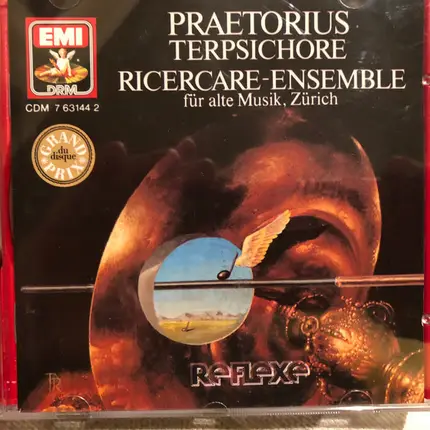 EMI
DRM
CDM 7 63144 2
PRAETORIUS
TERPSICHORE
RICERCARE-ENSEMBLE
für alte Musik, Zürich
GRAND PRIX
du disque
REFLEXE